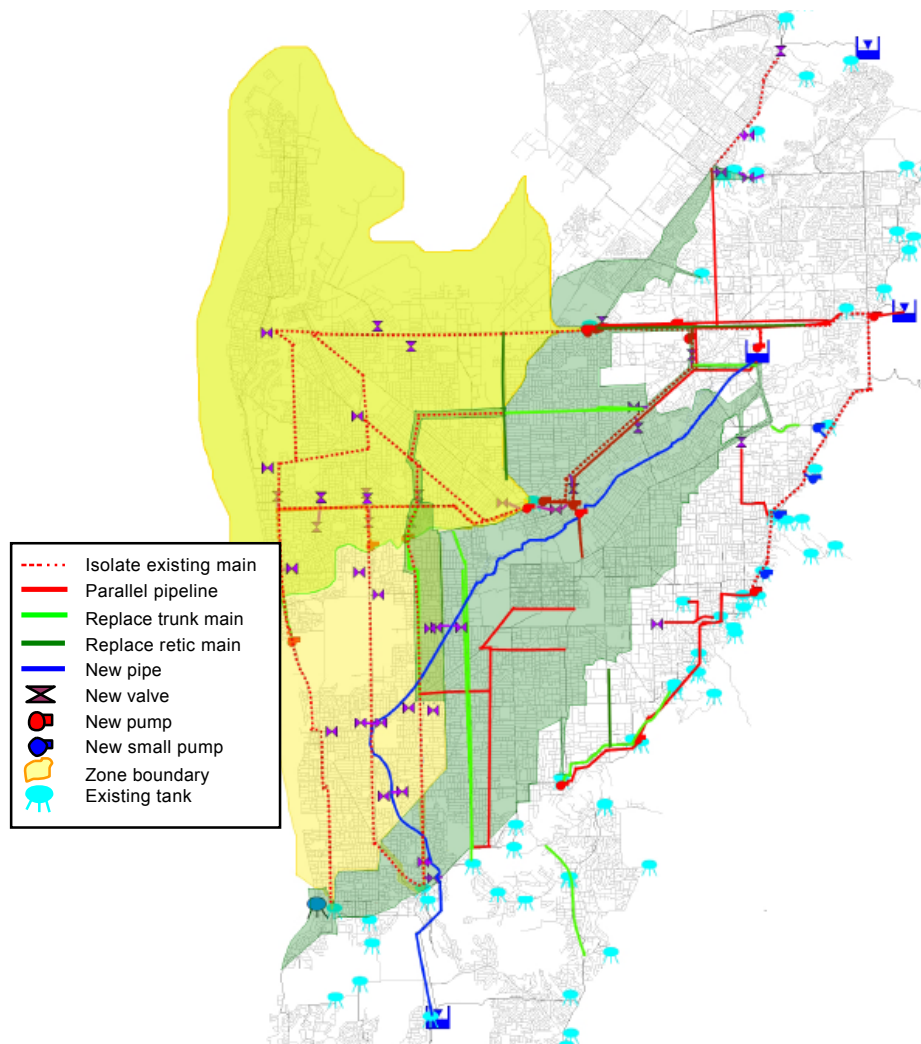 Isolate existing main
Parallel pipeline
Replace trunk main
Replace retic main
New pipe
New valve
New pump
New small pump
Zone boundary
Existing tank